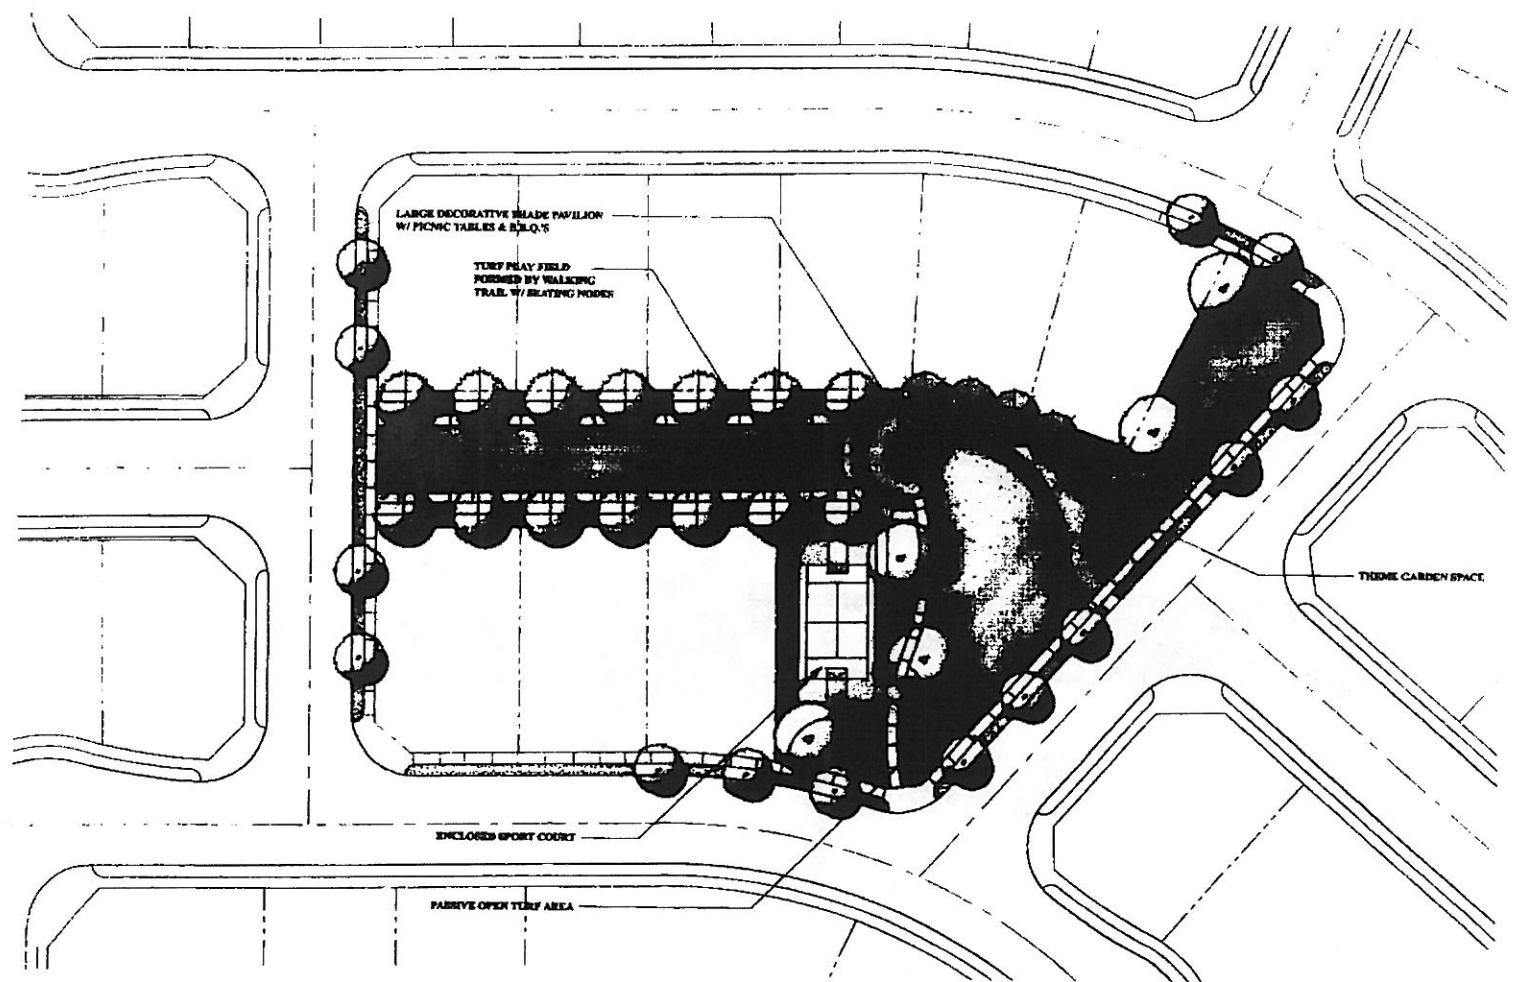 LARGE DECORATIVE SHADE PAVILION
W/ PICNIC TABLES & B.B.Q.'S
TURF PLAY FIELD
FORMED BY WALKING
TRAIL W/ SEATING NODES
THEME GARDEN SPACE
ENCLOSED SPORT COURT
PASSIVE OPEN TURF AREA